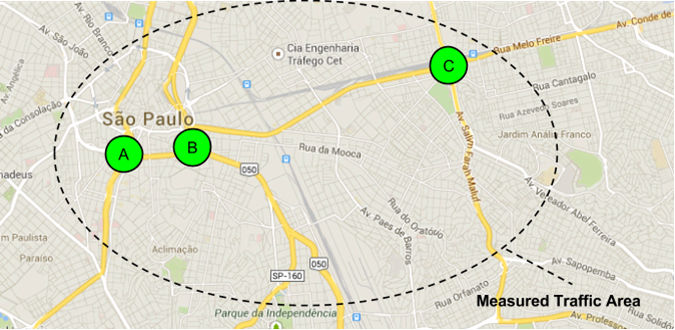 Av. São João
Av. Rio Branco
Av. Angélica
da Consolação
Cia Engenharia
Tráfego Cet
Av. Conde de
Rua Melo Freire
C
Rua Cantagalo
Rua Azevedo Soares
Jardim Anália Franco
São Paulo
A
B
Rua da Mooca
050
Av. Salim Farah Maluf
Av. Vereador Abel Ferreira
Rua do Oratório
Av. Paes de Barros
Aclimação
m Paulista
Paraíso
050
SP-160
Av. Sapopemba
Rua Orfanato
Rua Solidõ
Measured Traffic Area
Parque da Independência
Av. Professo